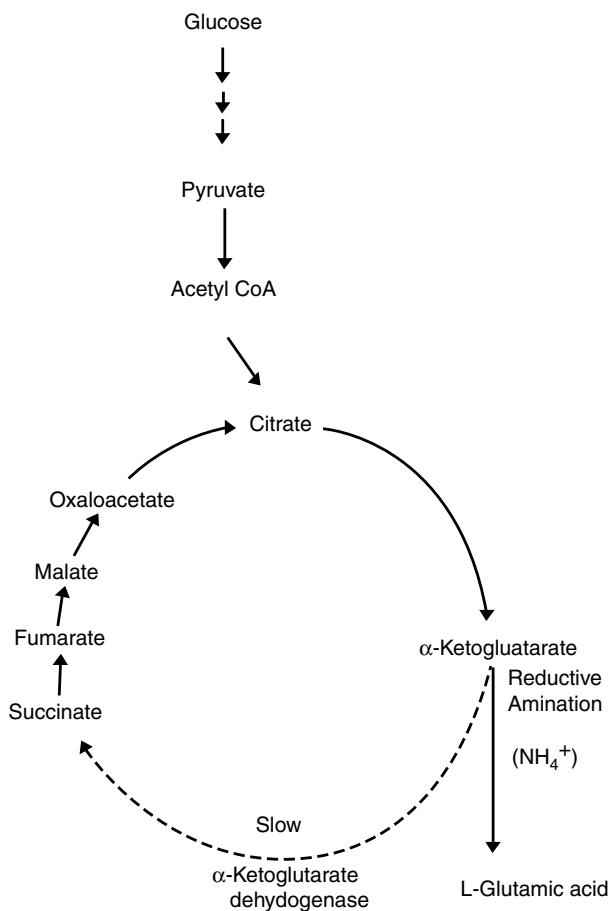 Glucose
Pyruvate
Acetyl CoA
Citrate
Oxaloacetate
Malate
Fumarate
Succinate
α-Ketogluatarate
Reductive
Amination
(NH₄⁺)
Slow
α-Ketoglutarate
dehydogenase
L-Glutamic acid